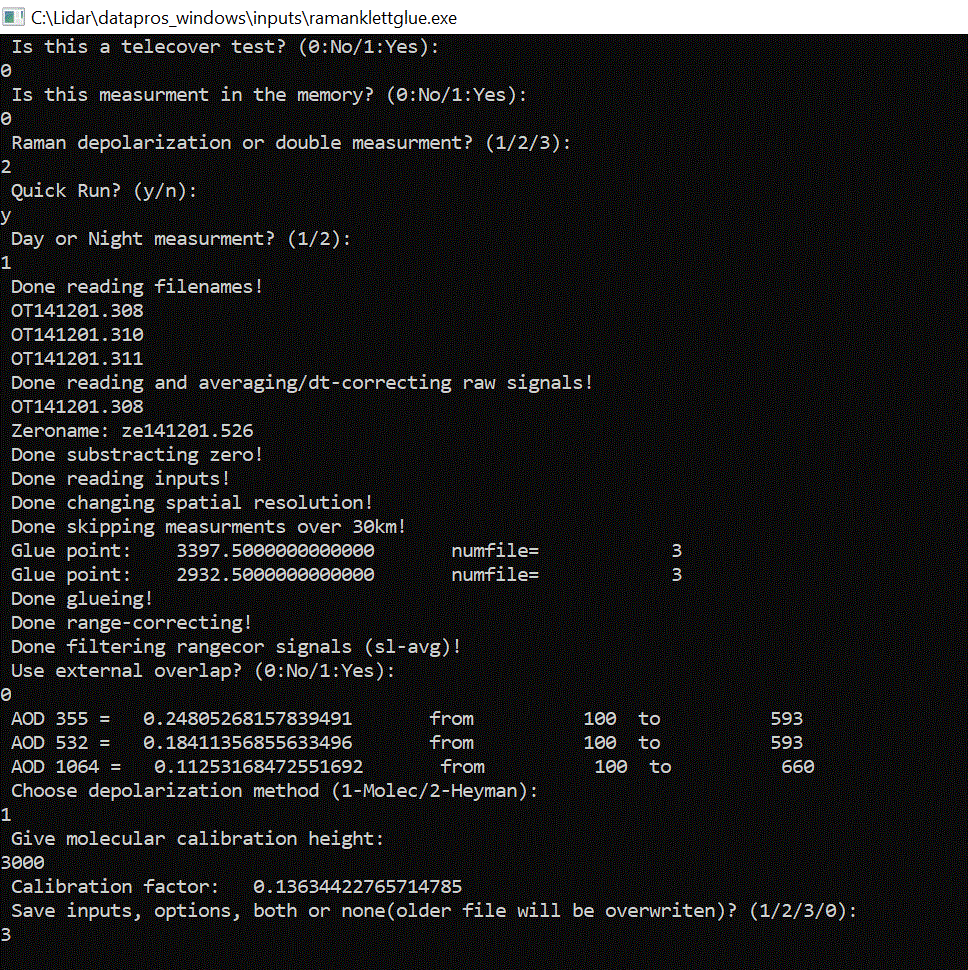 C:\Lidar\datapros_windows\inputs\ramanklettglue.exe
Is this a telecover test? (0:No/1:Yes):
0
Is this measurment in the memory? (0:No/1:Yes):
0
Raman depolarization or double measurment? (1/2/3):
2
Quick Run? (y/n):
y
Day or Night measurment? (1/2):
1
Done reading filenames!
OT141201.308
OT141201.310
OT141201.311
Done reading and averaging/dt-correcting raw signals!
OT141201.308
Zeroname: ze141201.526
Done substracting zero!
Done reading inputs!
Done changing spatial resolution!
Done skipping measurments over 30km!
Glue point: 3397.5000000000000 numfile= 3
Glue point: 2932.5000000000000 numfile= 3
Done glueing!
Done range-correcting!
Done filtering rangecor signals (sl-avg)!
Use external overlap? (0:No/1:Yes):
0
AOD 355 = 0.24805268157839491 from 100 to 593
AOD 532 = 0.18411356855633496 from 100 to 593
AOD 1064 = 0.11253168472551692 from 100 to 660
Choose depolarization method (1-Molec/2-Heyman):
1
Give molecular calibration height:
3000
Calibration factor: 0.13634422765714785
Save inputs, options, both or none(older file will be overwriten)? (1/2/3/0):
3